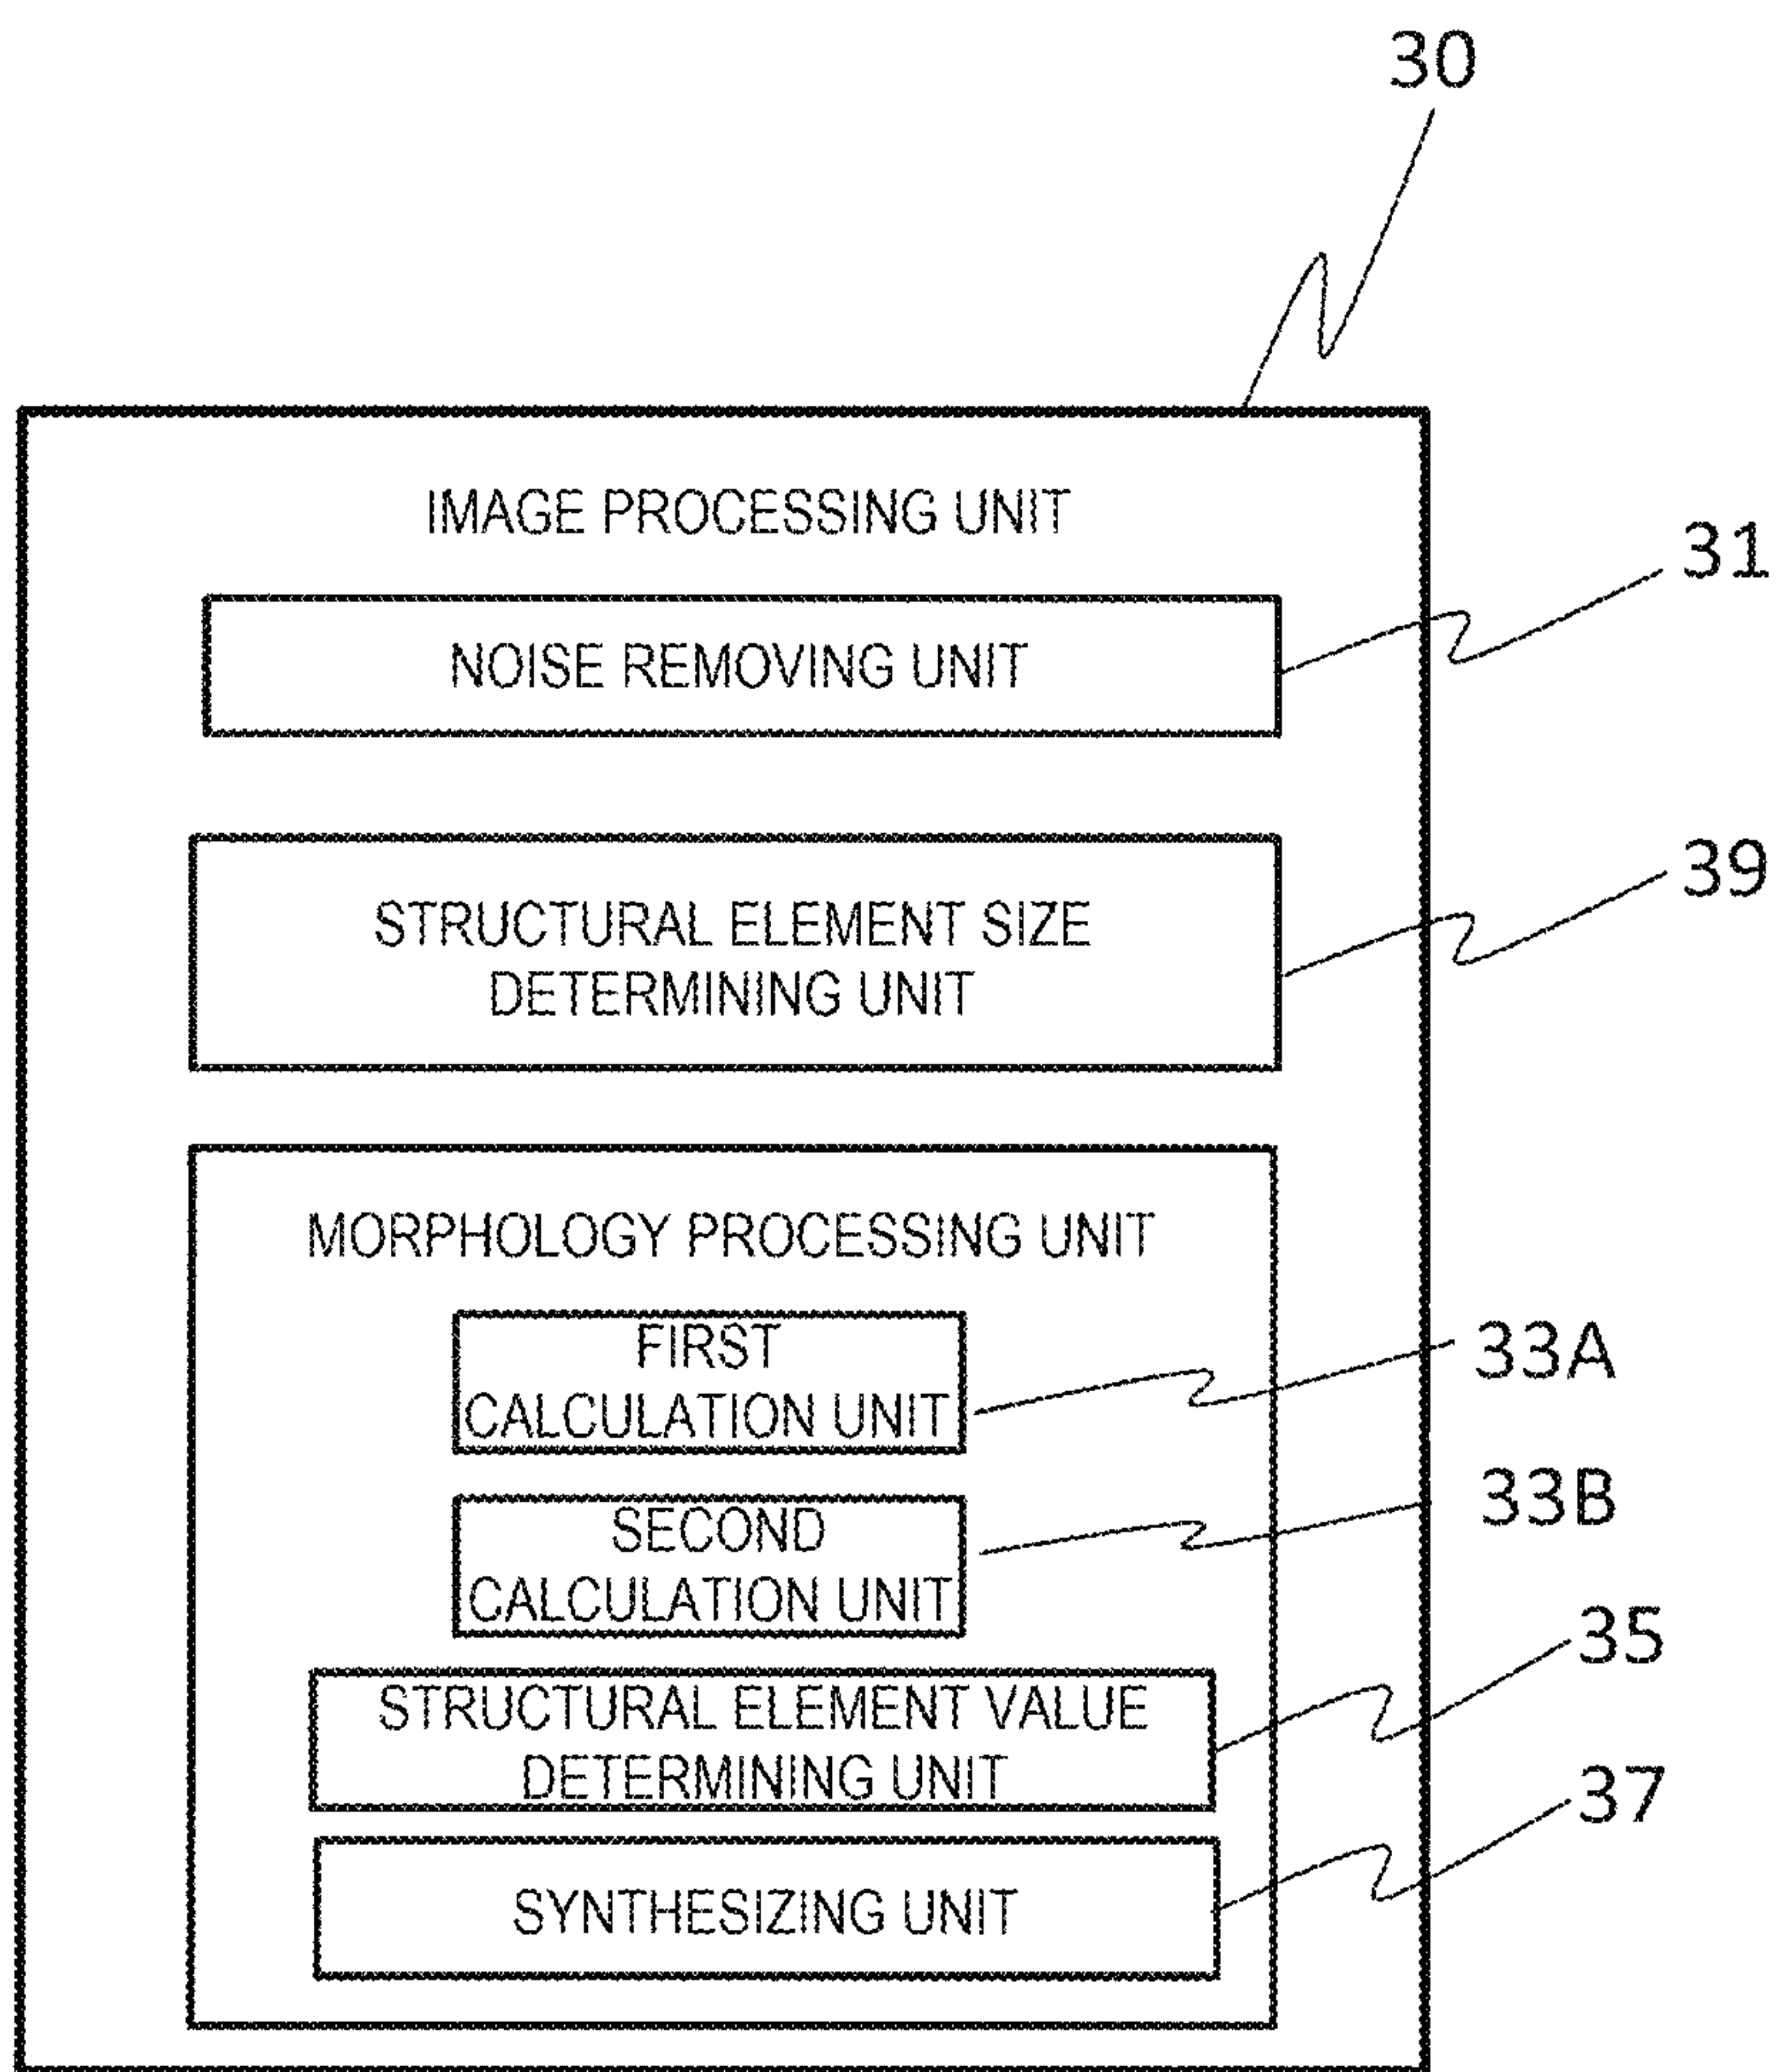 30
IMAGE PROCESSING UNIT
31
NOISE REMOVING UNIT
39
STRUCTURAL ELEMENT SIZE
DETERMINING UNIT
MORPHOLOGY PROCESSING UNIT
33A
FIRST
CALCULATION UNIT
33B
SECOND
CALCULATION UNIT
35
STRUCTURAL ELEMENT VALUE
DETERMINING UNIT
37
SYNTHESIZING UNIT